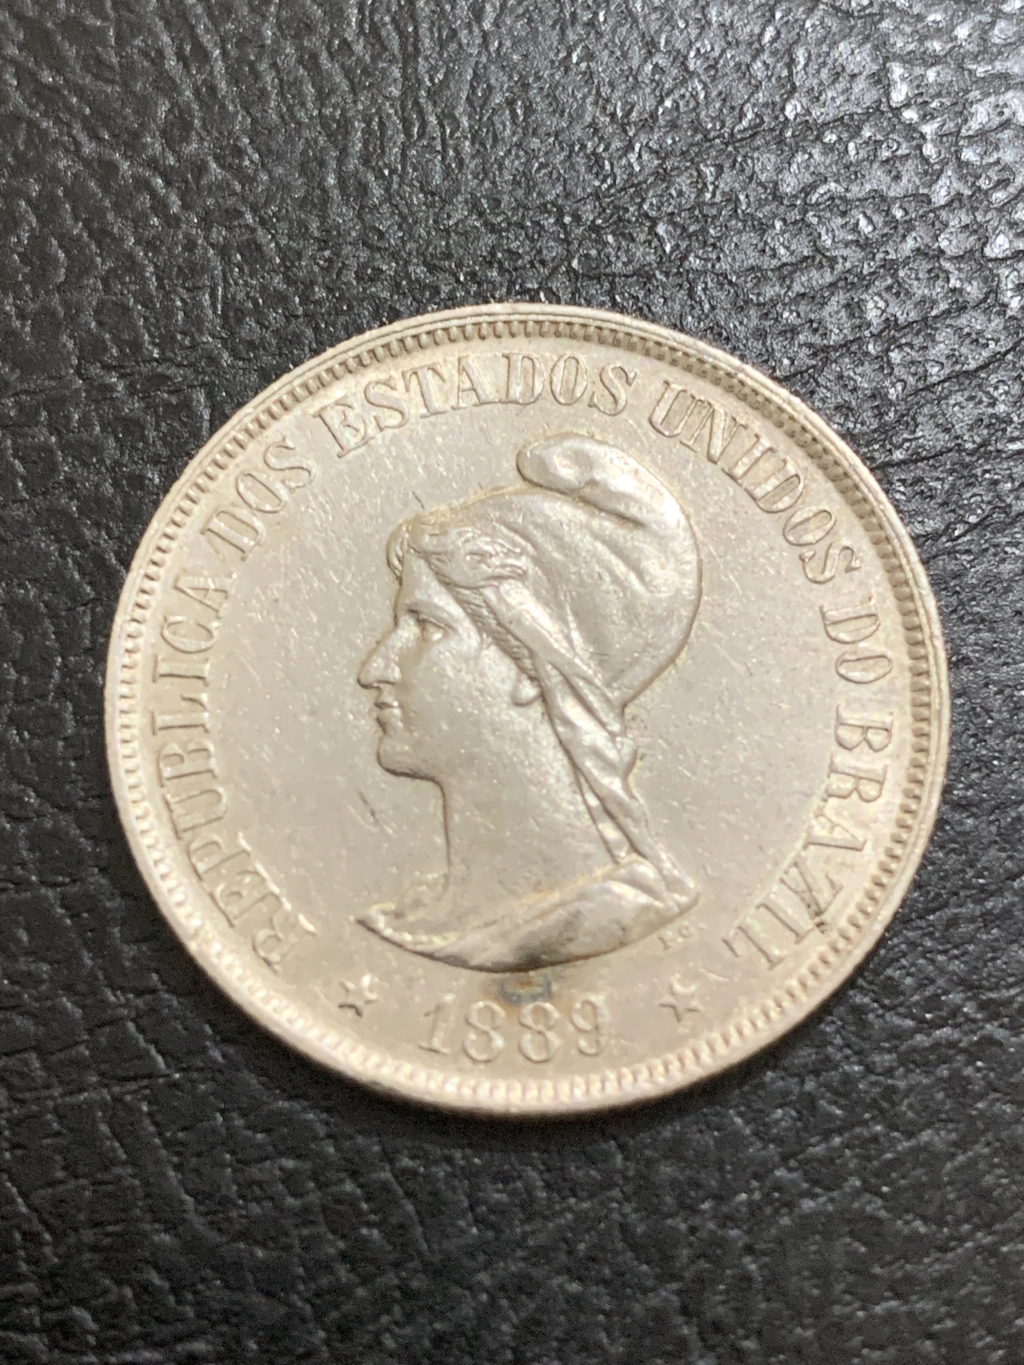 REPUBLICA DOS ESTADOS UNIDOS DO BRAZIL
★ 1889 ★